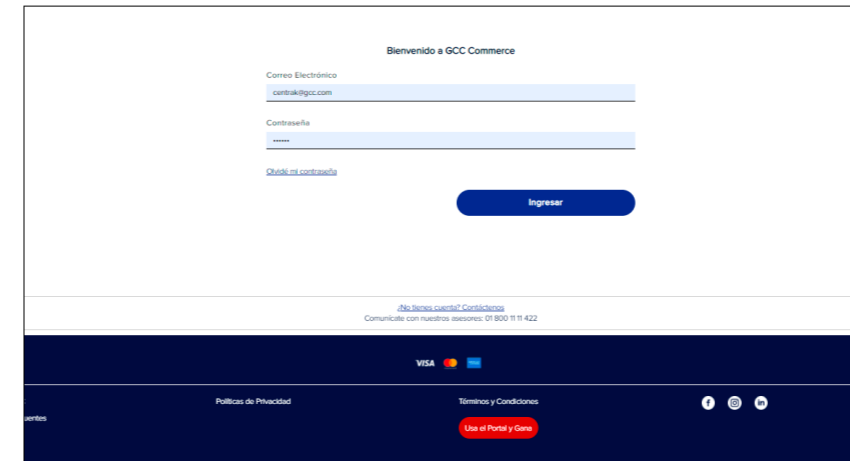 Bienvenido a GCC Commerce
Correo Electrónico
centrak@gcc.com
Contraseña
••••••
Olvidé mi contraseña
Ingresar
¿No tienes cuenta? Contáctenos
Comunícate con nuestros asesores: 01 800 11 11 422
VISA
Políticas de Privacidad
Términos y Condiciones
uentes
Usa el Portal y Gana